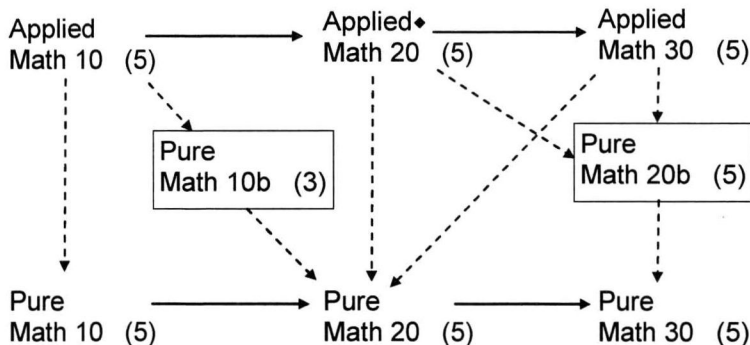 Applied
Math 10 (5)
Applied◆
Math 20 (5)
Applied
Math 30 (5)
Pure
Math 10b (3)
Pure
Math 20b (5)
Pure
Math 10 (5)
Pure
Math 20 (5)
Pure
Math 30 (5)